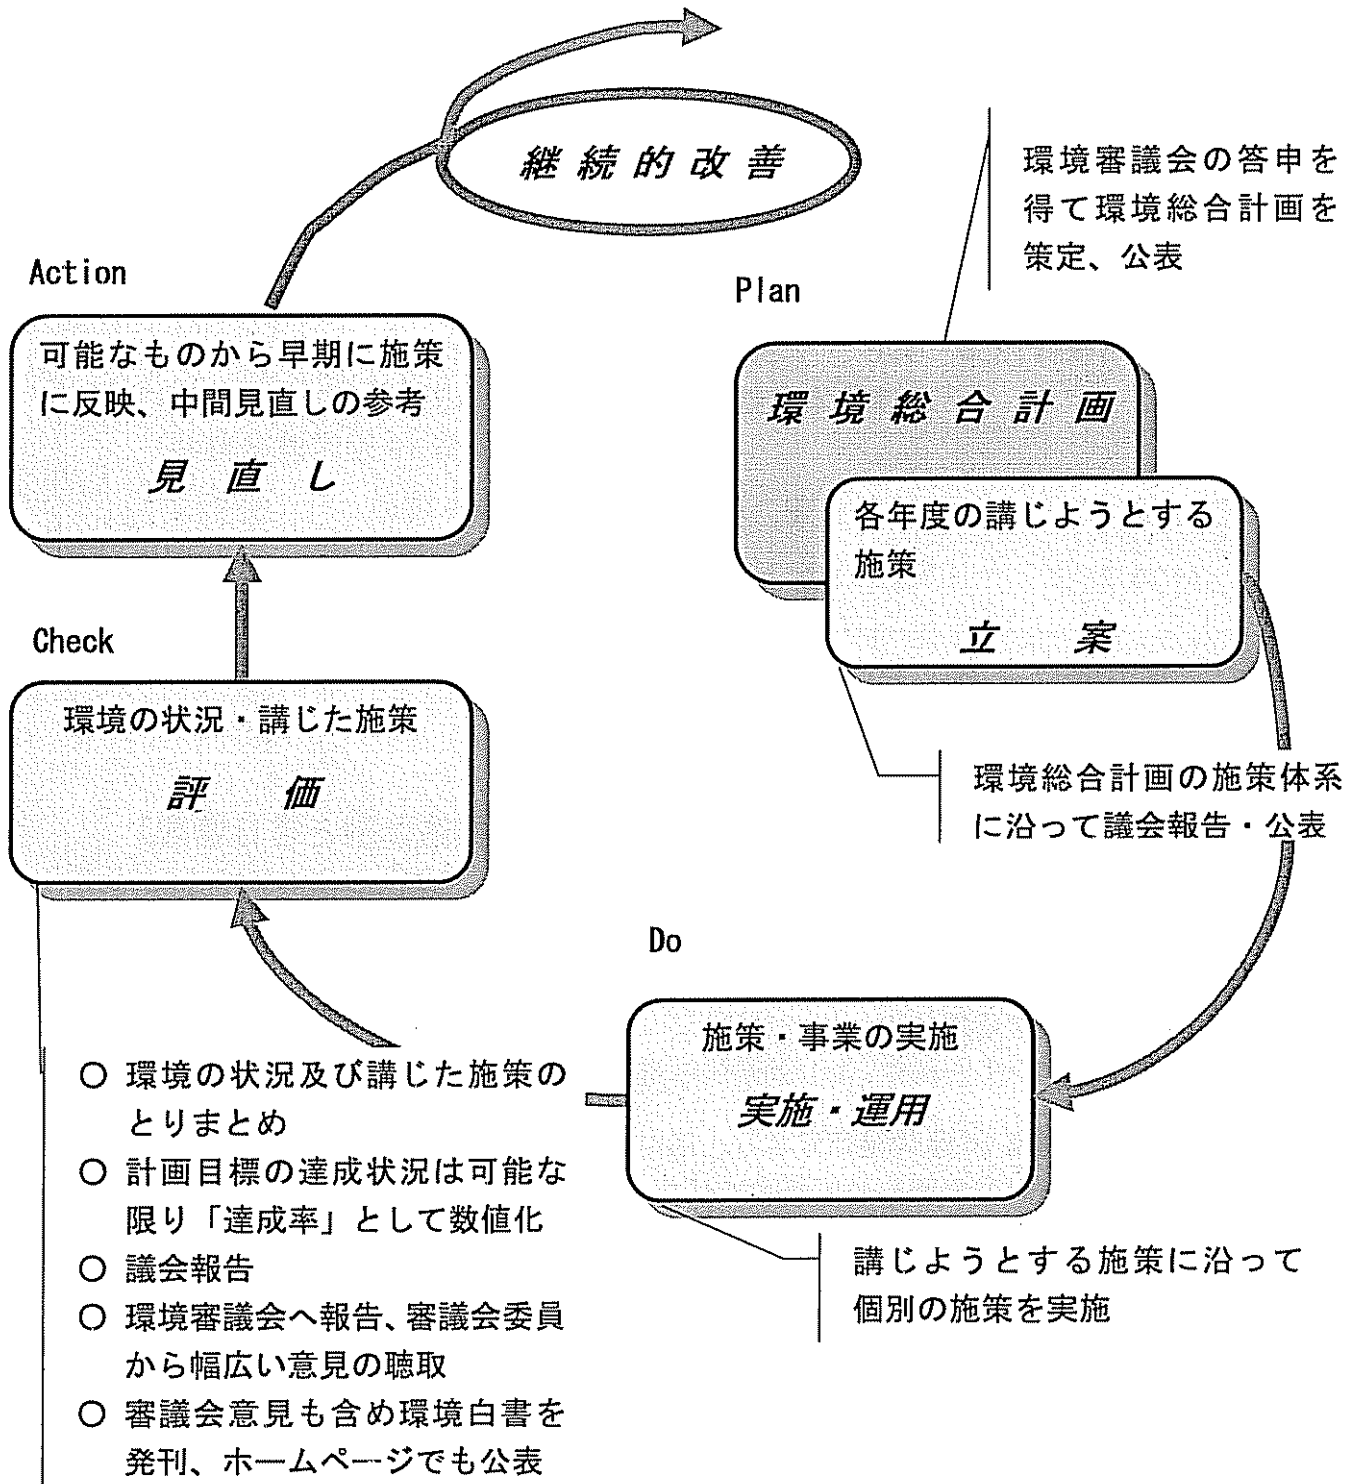 継続的改善
環境審議会の答申を
得て環境総合計画を
策定、公表
Action
可能なものから早期に施策
に反映、中間見直しの参考
見直し
Plan
環境総合計画
各年度の講じようとする
施策
立案
環境総合計画の施策体系
に沿って議会報告・公表
Check
環境の状況・講じた施策
評価
Do
施策・事業の実施
実施・運用
講じようとする施策に沿って
個別の施策を実施
○ 環境の状況及び講じた施策の
とりまとめ
○ 計画目標の達成状況は可能な
限り「達成率」として数値化
○ 議会報告
○ 環境審議会へ報告、審議会委員
から幅広い意見の聴取
○ 審議会意見も含め環境白書を
発刊、ホームページでも公表